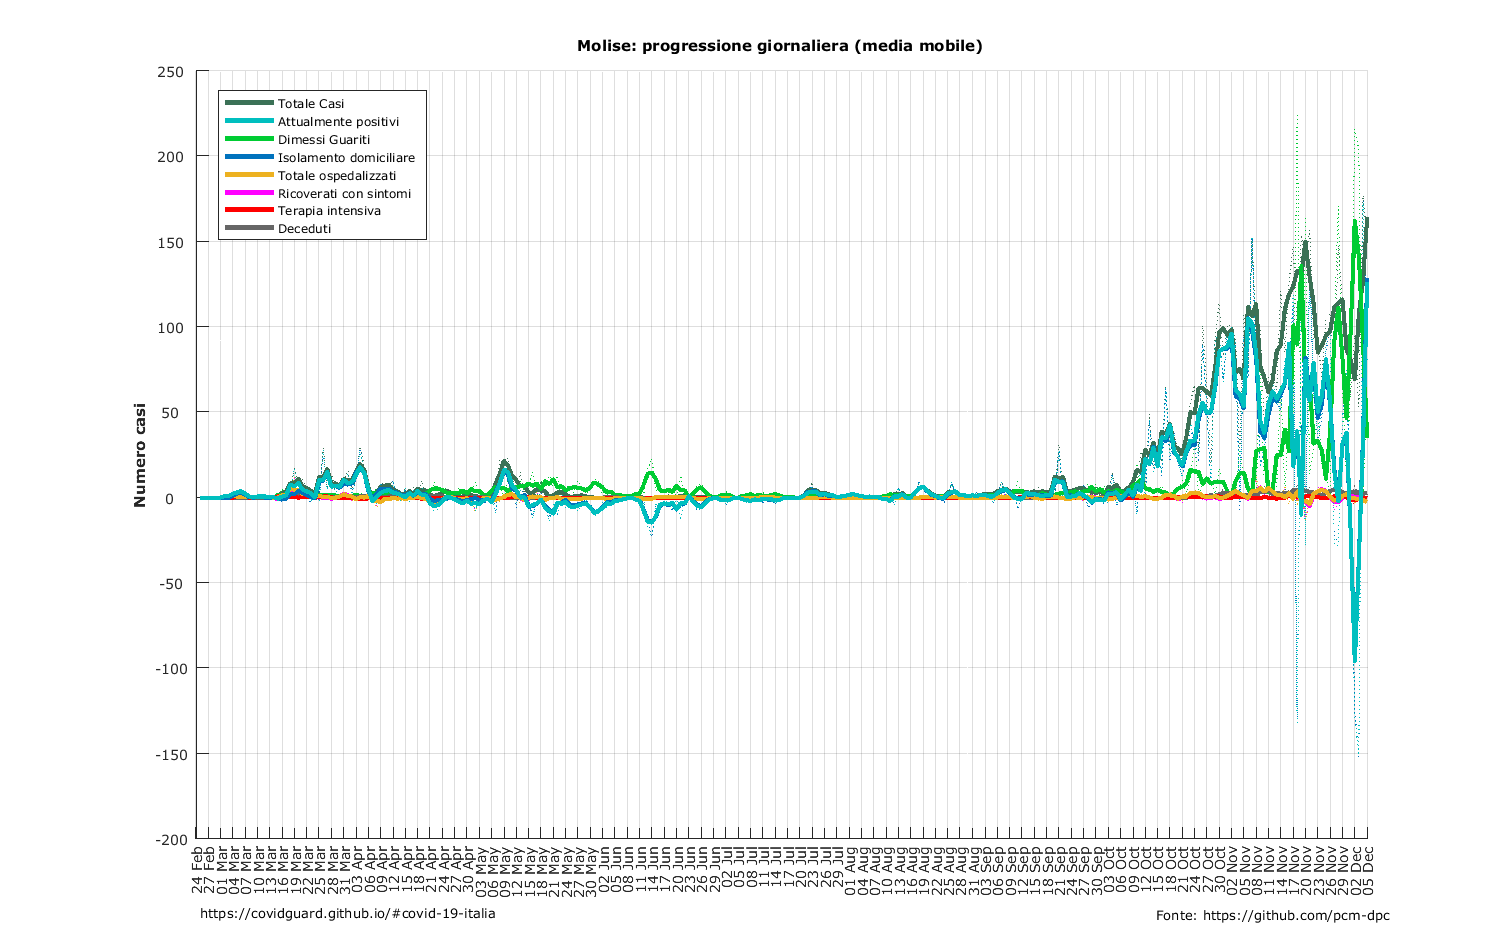 Molise: progressione giornaliera (media mobile)
250
200
150
100
50
0
-50
-100
-150
-200
Numero casi
Totale Casi
Attualmente positivi
Dimessi Guariti
Isolamento domiciliare
Totale ospedalizzati
Ricoverati con sintomi
Terapia intensiva
Deceduti
24 Feb
27 Feb
01 Mar
04 Mar
07 Mar
10 Mar
13 Mar
16 Mar
19 Mar
22 Mar
25 Mar
28 Mar
31 Mar
03 Apr
06 Apr
09 Apr
12 Apr
15 Apr
18 Apr
21 Apr
24 Apr
27 Apr
30 Apr
03 May
06 May
09 May
12 May
15 May
18 May
21 May
24 May
27 May
30 May
02 Jun
05 Jun
08 Jun
11 Jun
14 Jun
17 Jun
20 Jun
23 Jun
26 Jun
29 Jun
02 Jul
05 Jul
08 Jul
11 Jul
14 Jul
17 Jul
20 Jul
23 Jul
26 Jul
29 Jul
01 Aug
04 Aug
07 Aug
10 Aug
13 Aug
16 Aug
19 Aug
22 Aug
25 Aug
28 Aug
31 Aug
03 Sep
06 Sep
09 Sep
12 Sep
15 Sep
18 Sep
21 Sep
24 Sep
27 Sep
30 Sep
03 Oct
06 Oct
09 Oct
12 Oct
15 Oct
18 Oct
21 Oct
24 Oct
27 Oct
30 Oct
02 Nov
05 Nov
08 Nov
11 Nov
14 Nov
17 Nov
20 Nov
23 Nov
26 Nov
29 Nov
02 Dec
05 Dec
https://covidguard.github.io/#covid-19-italia
Fonte: https://github.com/pcm-dpc